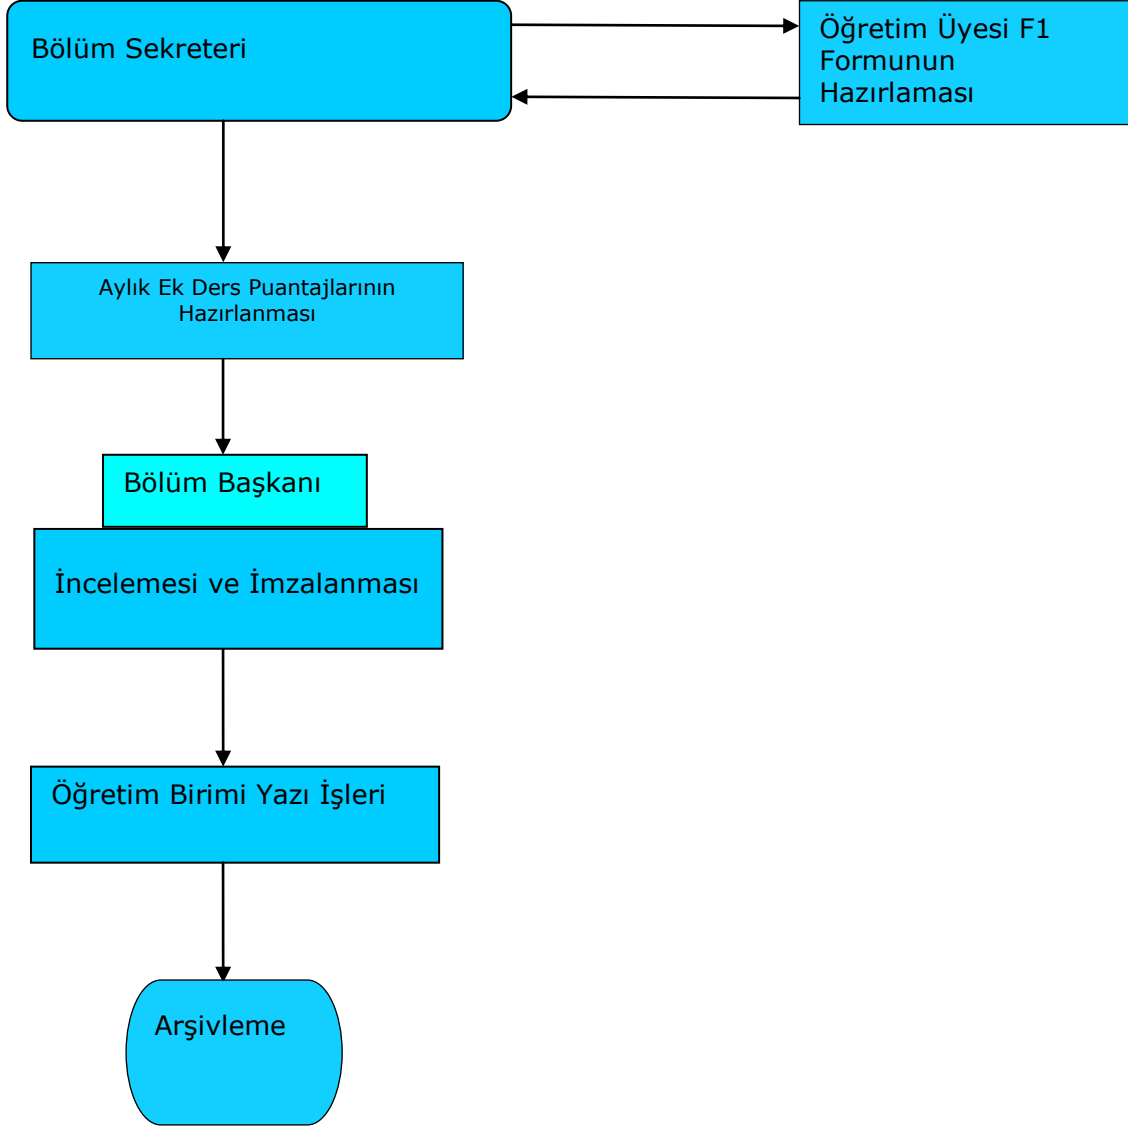 Bölüm Sekreteri
Öğretim Üyesi F1
Formunun
Hazırlaması
Aylık Ek Ders Puantajlarının
Hazırlanması
Bölüm Başkanı
İncelemesi ve İmzalanması
Öğretim Birimi Yazı İşleri
Arşivleme